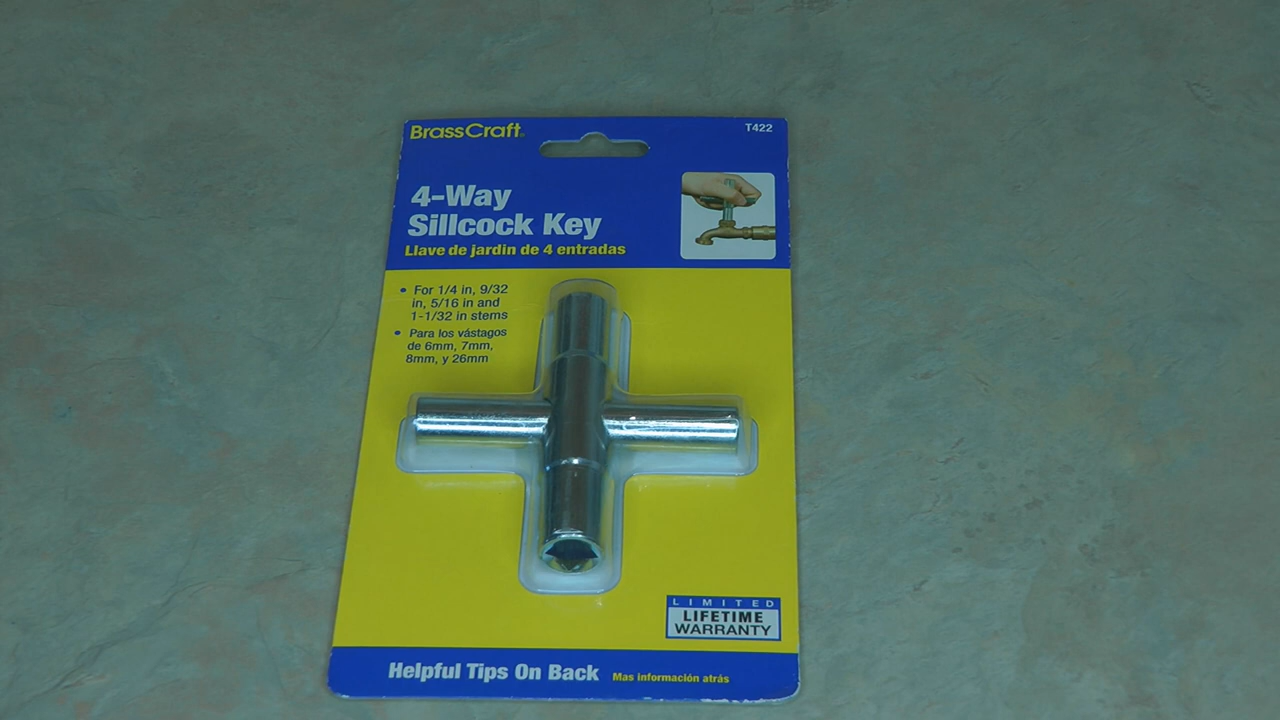 BrassCraft®
T422
4-Way
Sillcock Key
Llave de jardín de 4 entradas
• For 1/4 in, 9/32
in, 5/16 in and
1-1/32 in stems
• Para los vástagos
de 6mm, 7mm,
8mm, y 26mm
LIMITED
LIFETIME
WARRANTY
Helpful Tips On Back Mas información atrás